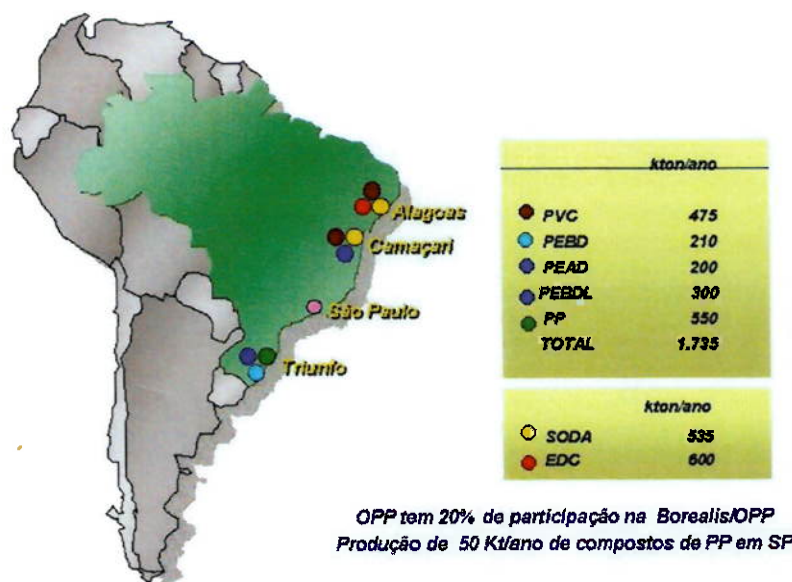 Alagoas
Camaçari
São Paulo
Triunfo
kton/ano
PVC 475
PEBD 210
PEAD 200
PEBDL 300
PP 550
TOTAL 1.735
kton/ano
SODA 535
EDC 600
OPP tem 20% de participação na Borealis/OPP
Produção de 50 Kt/ano de compostos de PP em SP